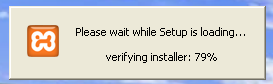 Please wait while Setup is loading...
verifying installer: 79%